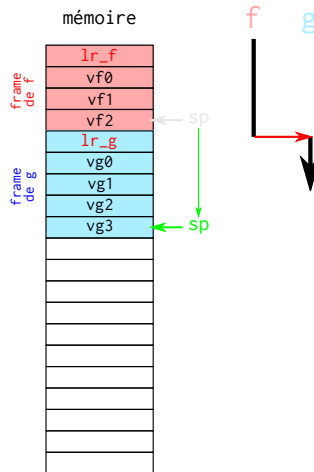 mémoire
f
g
lr_f
vf0
vf1
vf2
sp
frame
de f
lr_g
vg0
vg1
vg2
vg3
sp
frame
de g